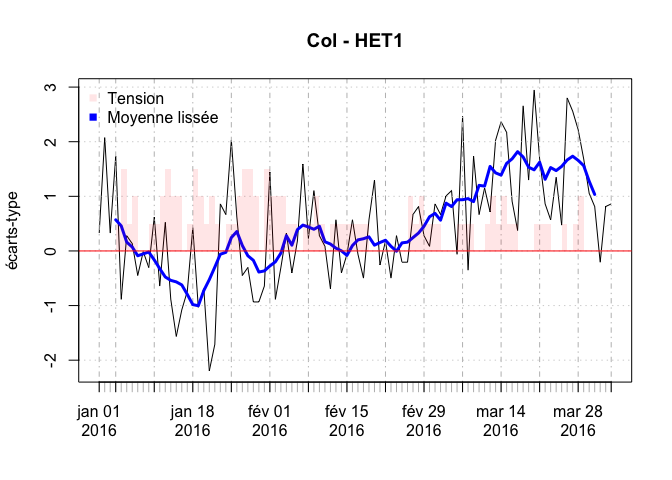 Col - HET1
Tension
Moyenne lissée
écarts-type
3
2
1
0
-1
-2
jan 01 2016
jan 18 2016
fév 01 2016
fév 15 2016
fév 29 2016
mar 14 2016
mar 28 2016